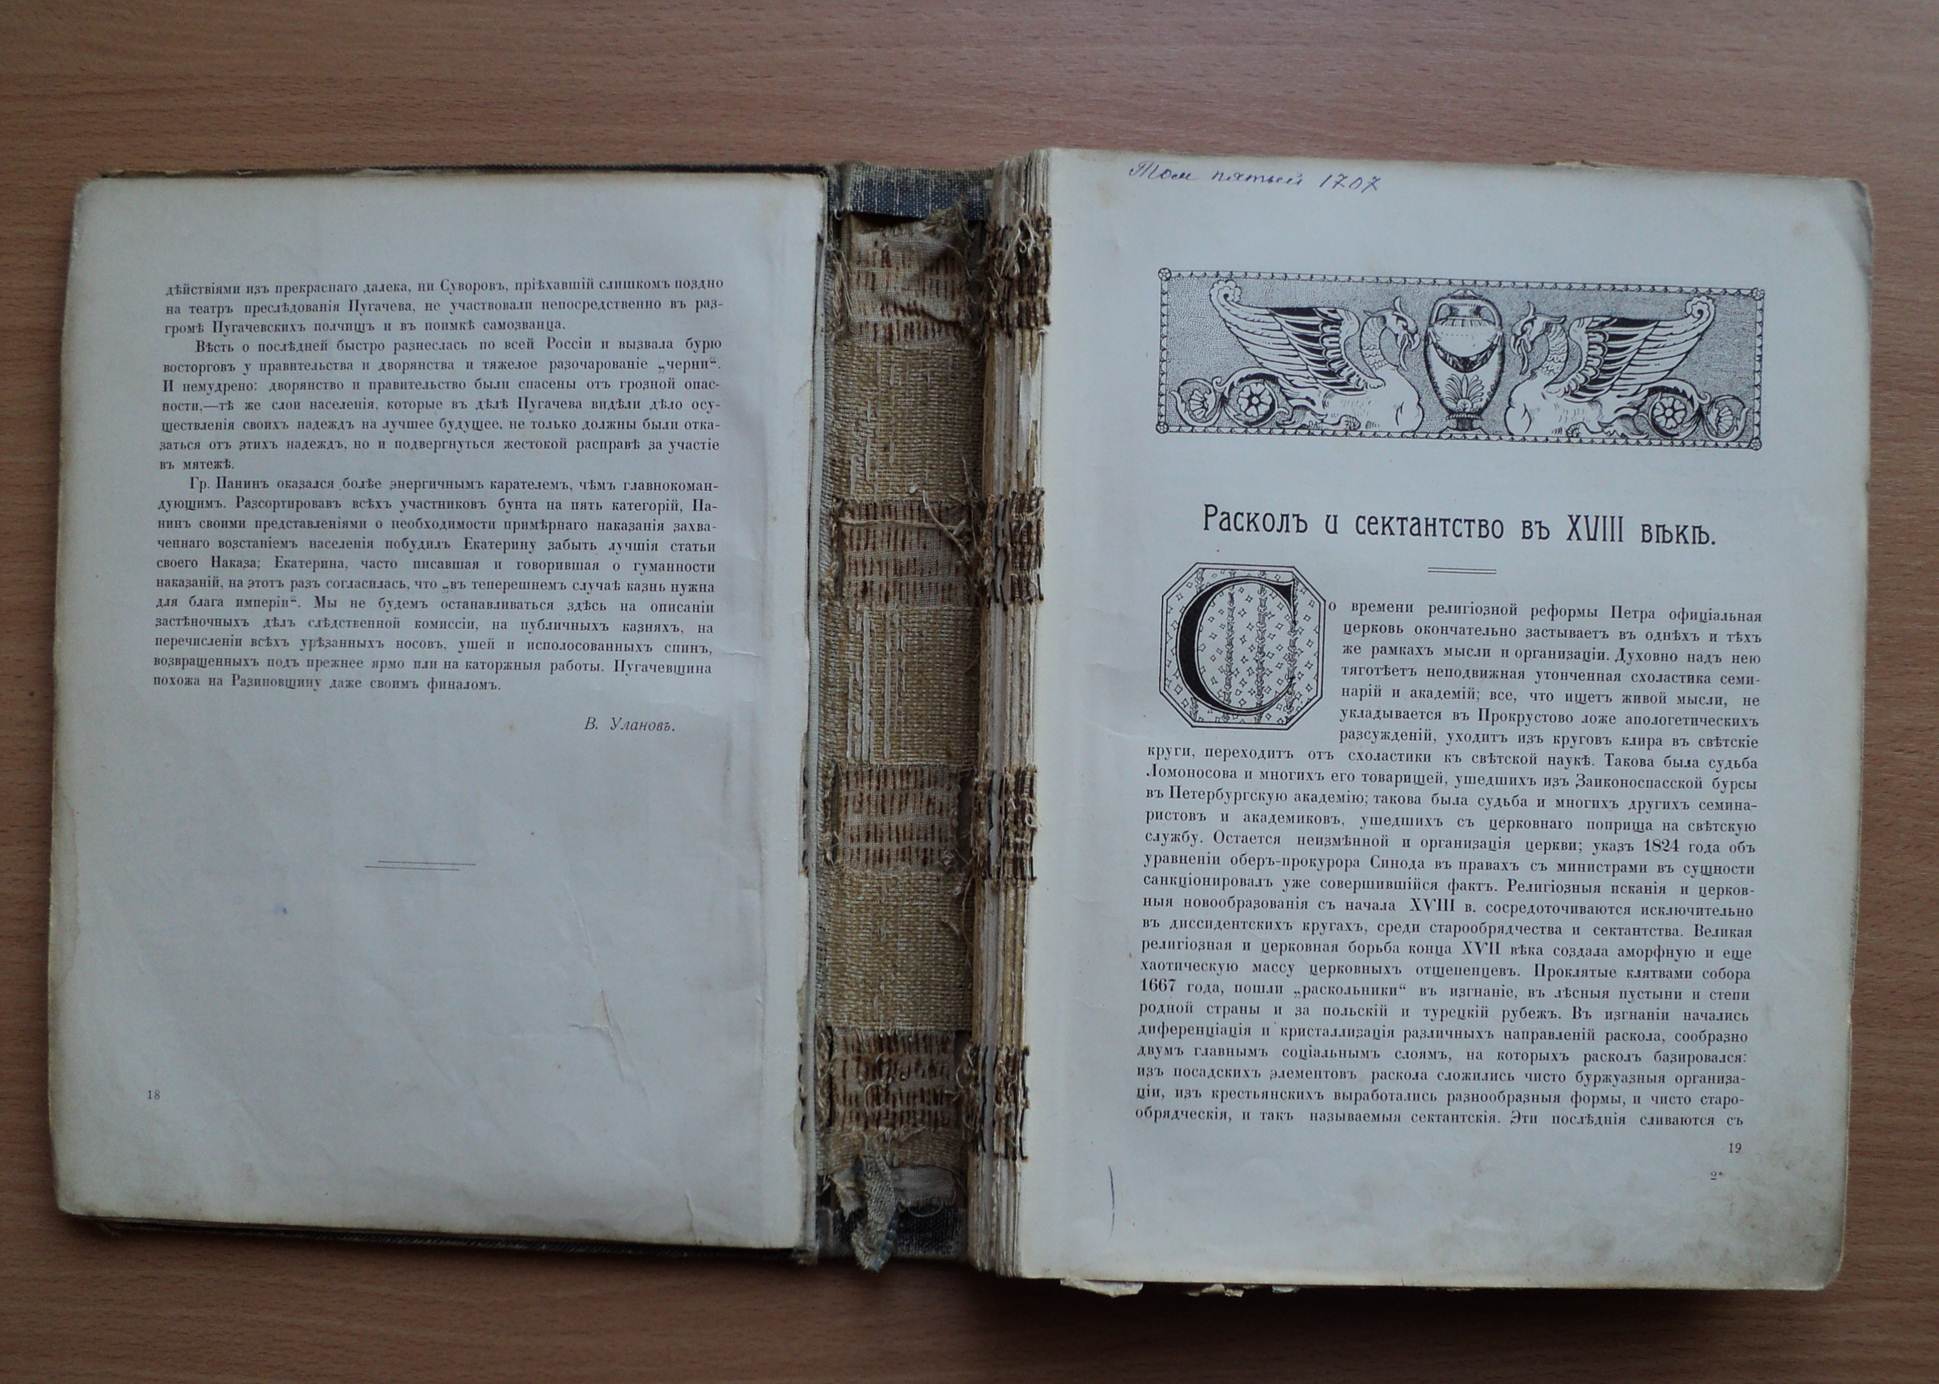 дѣйствіями изъ прекраснаго далека, ни Суворовъ, пріѣхавшій слишкомъ поздно
на театръ преслѣдованія Пугачева, не участвовали непосредственно въ раз-
громѣ Пугачевскихъ полчищъ и въ поимкѣ самозванца.
Вѣсть о послѣдней быстро разнеслась по всей Россіи и вызвала бурю
восторговъ у правительства и дворянства и тяжелое разочарованіе „черни“.
И немудрено: дворянство и правительство были спасены отъ грозной опас-
ности,—тѣ же слои населенія, которые въ дѣлѣ Пугачева видѣли дѣло осу-
ществленія своихъ надеждъ на лучшее будущее, не только должны были отка-
заться отъ этихъ надеждъ, но и подвергнуться жестокой расправѣ за участіе
въ мятежѣ.
Гр. Панинъ оказался болѣе энергичнымъ карателемъ, чѣмъ главнокоман-
дующимъ. Разсортировавъ всѣхъ участниковъ бунта на пять категорій, Па-
нинъ своими представленіями о необходимости примѣрнаго наказанія захва-
ченнаго возстаніемъ населенія побудилъ Екатерину забыть лучшія статьи
своего Наказа; Екатерина, часто писавшая и говорившая о гуманности
наказаній, на этотъ разъ согласилась, что „въ теперешнемъ случаѣ казнь нужна
для блага имперіи“. Мы не будемъ останавливаться здѣсь на описаніи
застѣночныхъ дѣлъ слѣдственной комиссіи, на публичныхъ казняхъ, на
перечисленіи всѣхъ урѣзанныхъ носовъ, ушей и исполосованныхъ спинъ,
возвращенныхъ подъ прежнее ярмо или на каторжныя работы. Пугачевщина
похожа на Разиновщину даже своимъ финаломъ.
В. Улановъ.
18
Том пятый 1707
Расколъ и сектантство въ XVIII вѣкѣ.
Со времени религіозной реформы Петра официціальная
церковь окончательно застываетъ въ однѣхъ и тѣхъ
же рамкахъ мысли и организаціи. Духовно надъ нею
тяготѣетъ неподвижная утонченная схоластика семи-
нарій и академій; все, что ищетъ живой мысли, не
укладывается въ Прокрустово ложе апологетическихъ
разсужденій, уходитъ изъ круговъ клира въ свѣтскіе
круги, переходитъ отъ схоластики къ свѣтской наукѣ. Такова была судьба
Ломоносова и многихъ его товарищей, ушедшихъ изъ Заиконоспасской бурсы
въ Петербургскую академію; такова была судьба и многихъ другихъ семина-
ристовъ и академиковъ, ушедшихъ съ церковнаго поприща на свѣтскую
службу. Остается неизмѣнной и организація церкви; указъ 1824 года объ
уравненіи оберъ-прокурора Синода въ правахъ съ министрами въ сущности
санкціонировалъ уже совершившійся фактъ. Религіозныя исканія и церков-
ныя новообразованія съ начала XVIII в. сосредоточиваются исключительно
въ диссидентскихъ кругахъ, среди старообрядчества и сектантства. Великая
религіозная и церковная борьба конца XVII вѣка создала аморфную и еще
хаотическую массу церковныхъ отщепенцевъ. Проклятые клятвами собора
1667 года, пошли „раскольники“ въ изгнаніе, въ лѣсныя пустыни и степи
родной страны и за польскій и турецкій рубежъ. Въ изгнаніи начались
диференціація и кристаллизація различныхъ направленій раскола, сообразно
двумъ главнымъ соціальнымъ слоямъ, на которыхъ расколъ базировался:
изъ посадскихъ элементовъ раскола сложились чисто буржуазныя организа-
ціи, изъ крестьянскихъ выработались разнообразныя формы, и чисто старо-
обрядческія, и такъ называемыя сектантскія. Эти послѣднія сливаются съ
19
2*